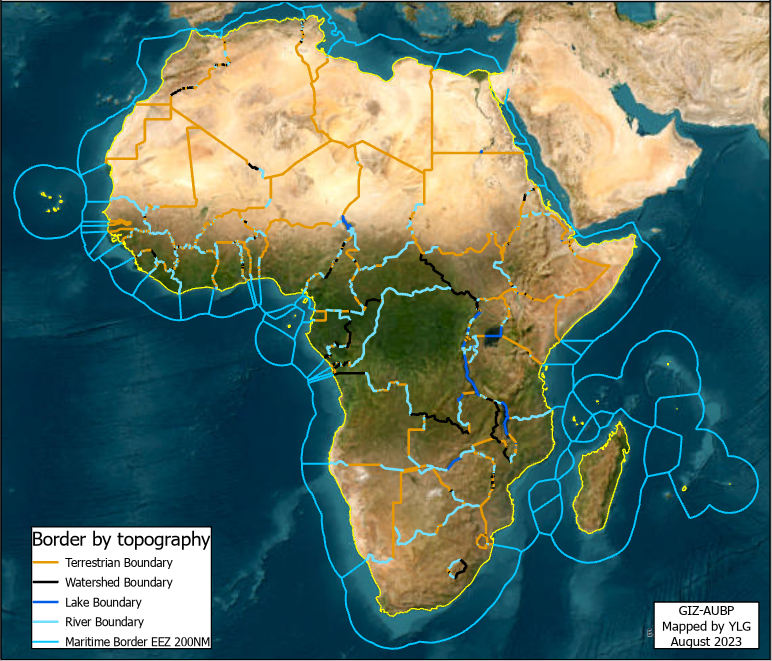 Border by topography
Terrestrian Boundary
Watershed Boundary
Lake Boundary
River Boundary
Maritime Border EEZ 200NM
GIZ-AUBP
Mapped by YLG
August 2023